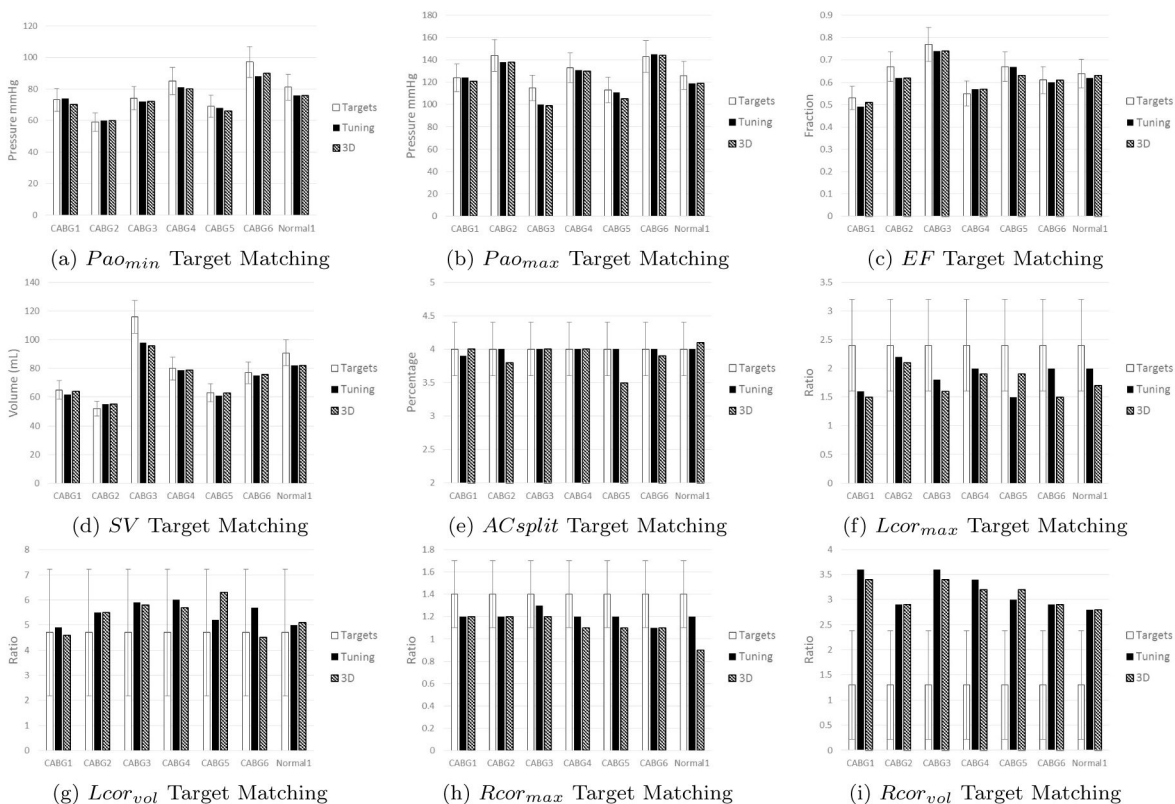 Pressure mmHg
120
100
80
60
40
20
0
CABG1 CABG2 CABG3 CABG4 CABG5 CABG6 Normal1
Targets
Tuning
3D
(a) Pao_min Target Matching
Pressure mmHg
180
160
140
120
100
80
60
40
20
0
CABG1 CABG2 CABG3 CABG4 CABG5 CABG6 Normal1
Targets
Tuning
3D
(b) Pao_max Target Matching
Fraction
0.9
0.8
0.7
0.6
0.5
0.4
0.3
0.2
0.1
0
CABG1 CABG2 CABG3 CABG4 CABG5 CABG6 Normal1
Targets
Tuning
3D
(c) EF Target Matching
Volume (mL)
140
120
100
80
60
40
20
0
CABG1 CABG2 CABG3 CABG4 CABG5 CABG6 Normal1
Targets
Tuning
3D
(d) SV Target Matching
Percentage
5
4.5
4
3.5
3
2.5
2
CABG1 CABG2 CABG3 CABG4 CABG5 CABG6 Normal1
Targets
Tuning
3D
(e) ACsplit Target Matching
Ratio
3.5
3
2.5
2
1.5
1
0.5
0
CABG1 CABG2 CABG3 CABG4 CABG5 CABG6 Normal1
Targets
Tuning
3D
(f) Lcor_max Target Matching
Ratio
8
7
6
5
4
3
2
1
0
CABG1 CABG2 CABG3 CABG4 CABG5 CABG6 Normal1
Targets
Tuning
3D
(g) Lcor_vol Target Matching
Ratio
1.8
1.6
1.4
1.2
1
0.8
0.6
0.4
0.2
0
CABG1 CABG2 CABG3 CABG4 CABG5 CABG6 Normal1
Targets
Tuning
3D
(h) Rcor_max Target Matching
Ratio
4
3.5
3
2.5
2
1.5
1
0.5
0
CABG1 CABG2 CABG3 CABG4 CABG5 CABG6 Normal1
Targets
Tuning
3D
(i) Rcor_vol Target Matching